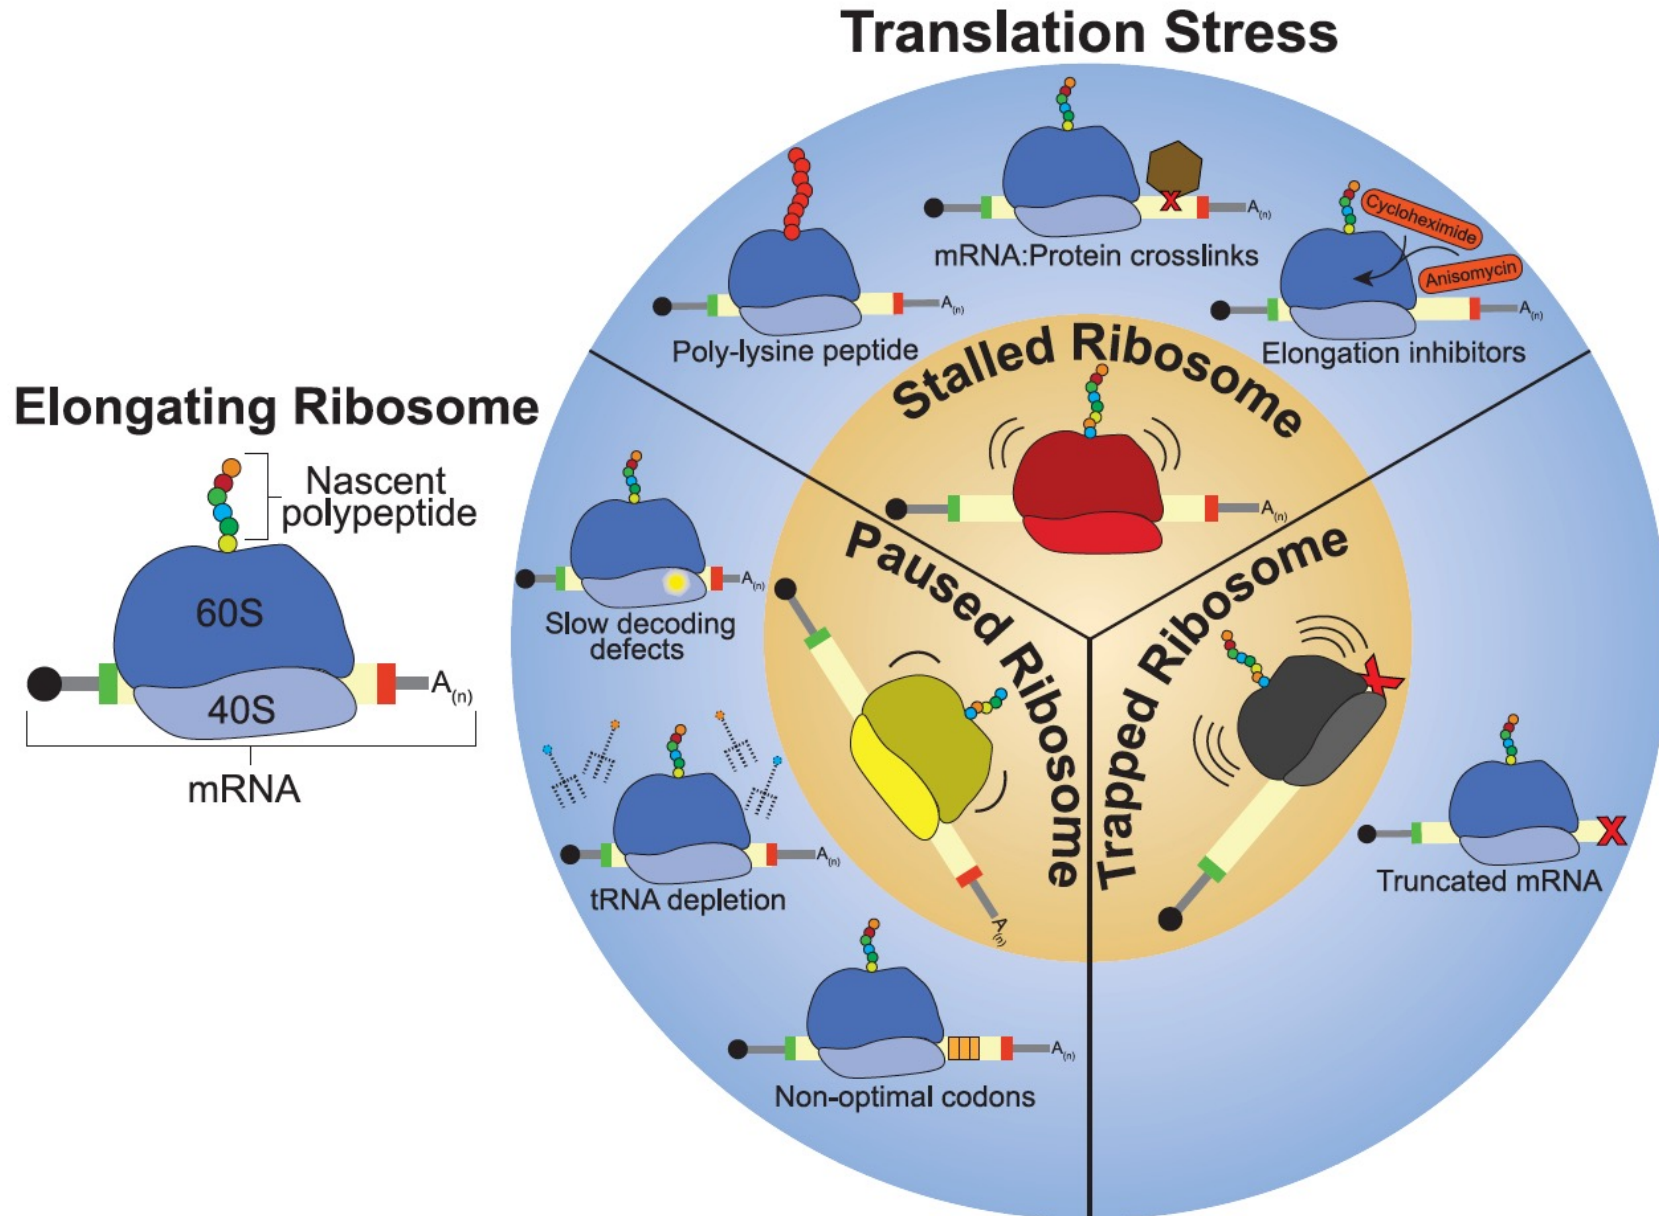 Translation Stress
A(n)
mRNA:Protein crosslinks
A(n)
Poly-lysine peptide
Cycloheximide
Anisomycin
A(n)
Elongation inhibitors
Elongating Ribosome
Nascent
polypeptide
60S
40S
A(n)
mRNA
Stalled Ribosome
A(n)
Paused Ribosome
A(n)
Trapped Ribosome
A(n)
Slow decoding
defects
A(n)
tRNA depletion
A(n)
Non-optimal codons
Truncated mRNA